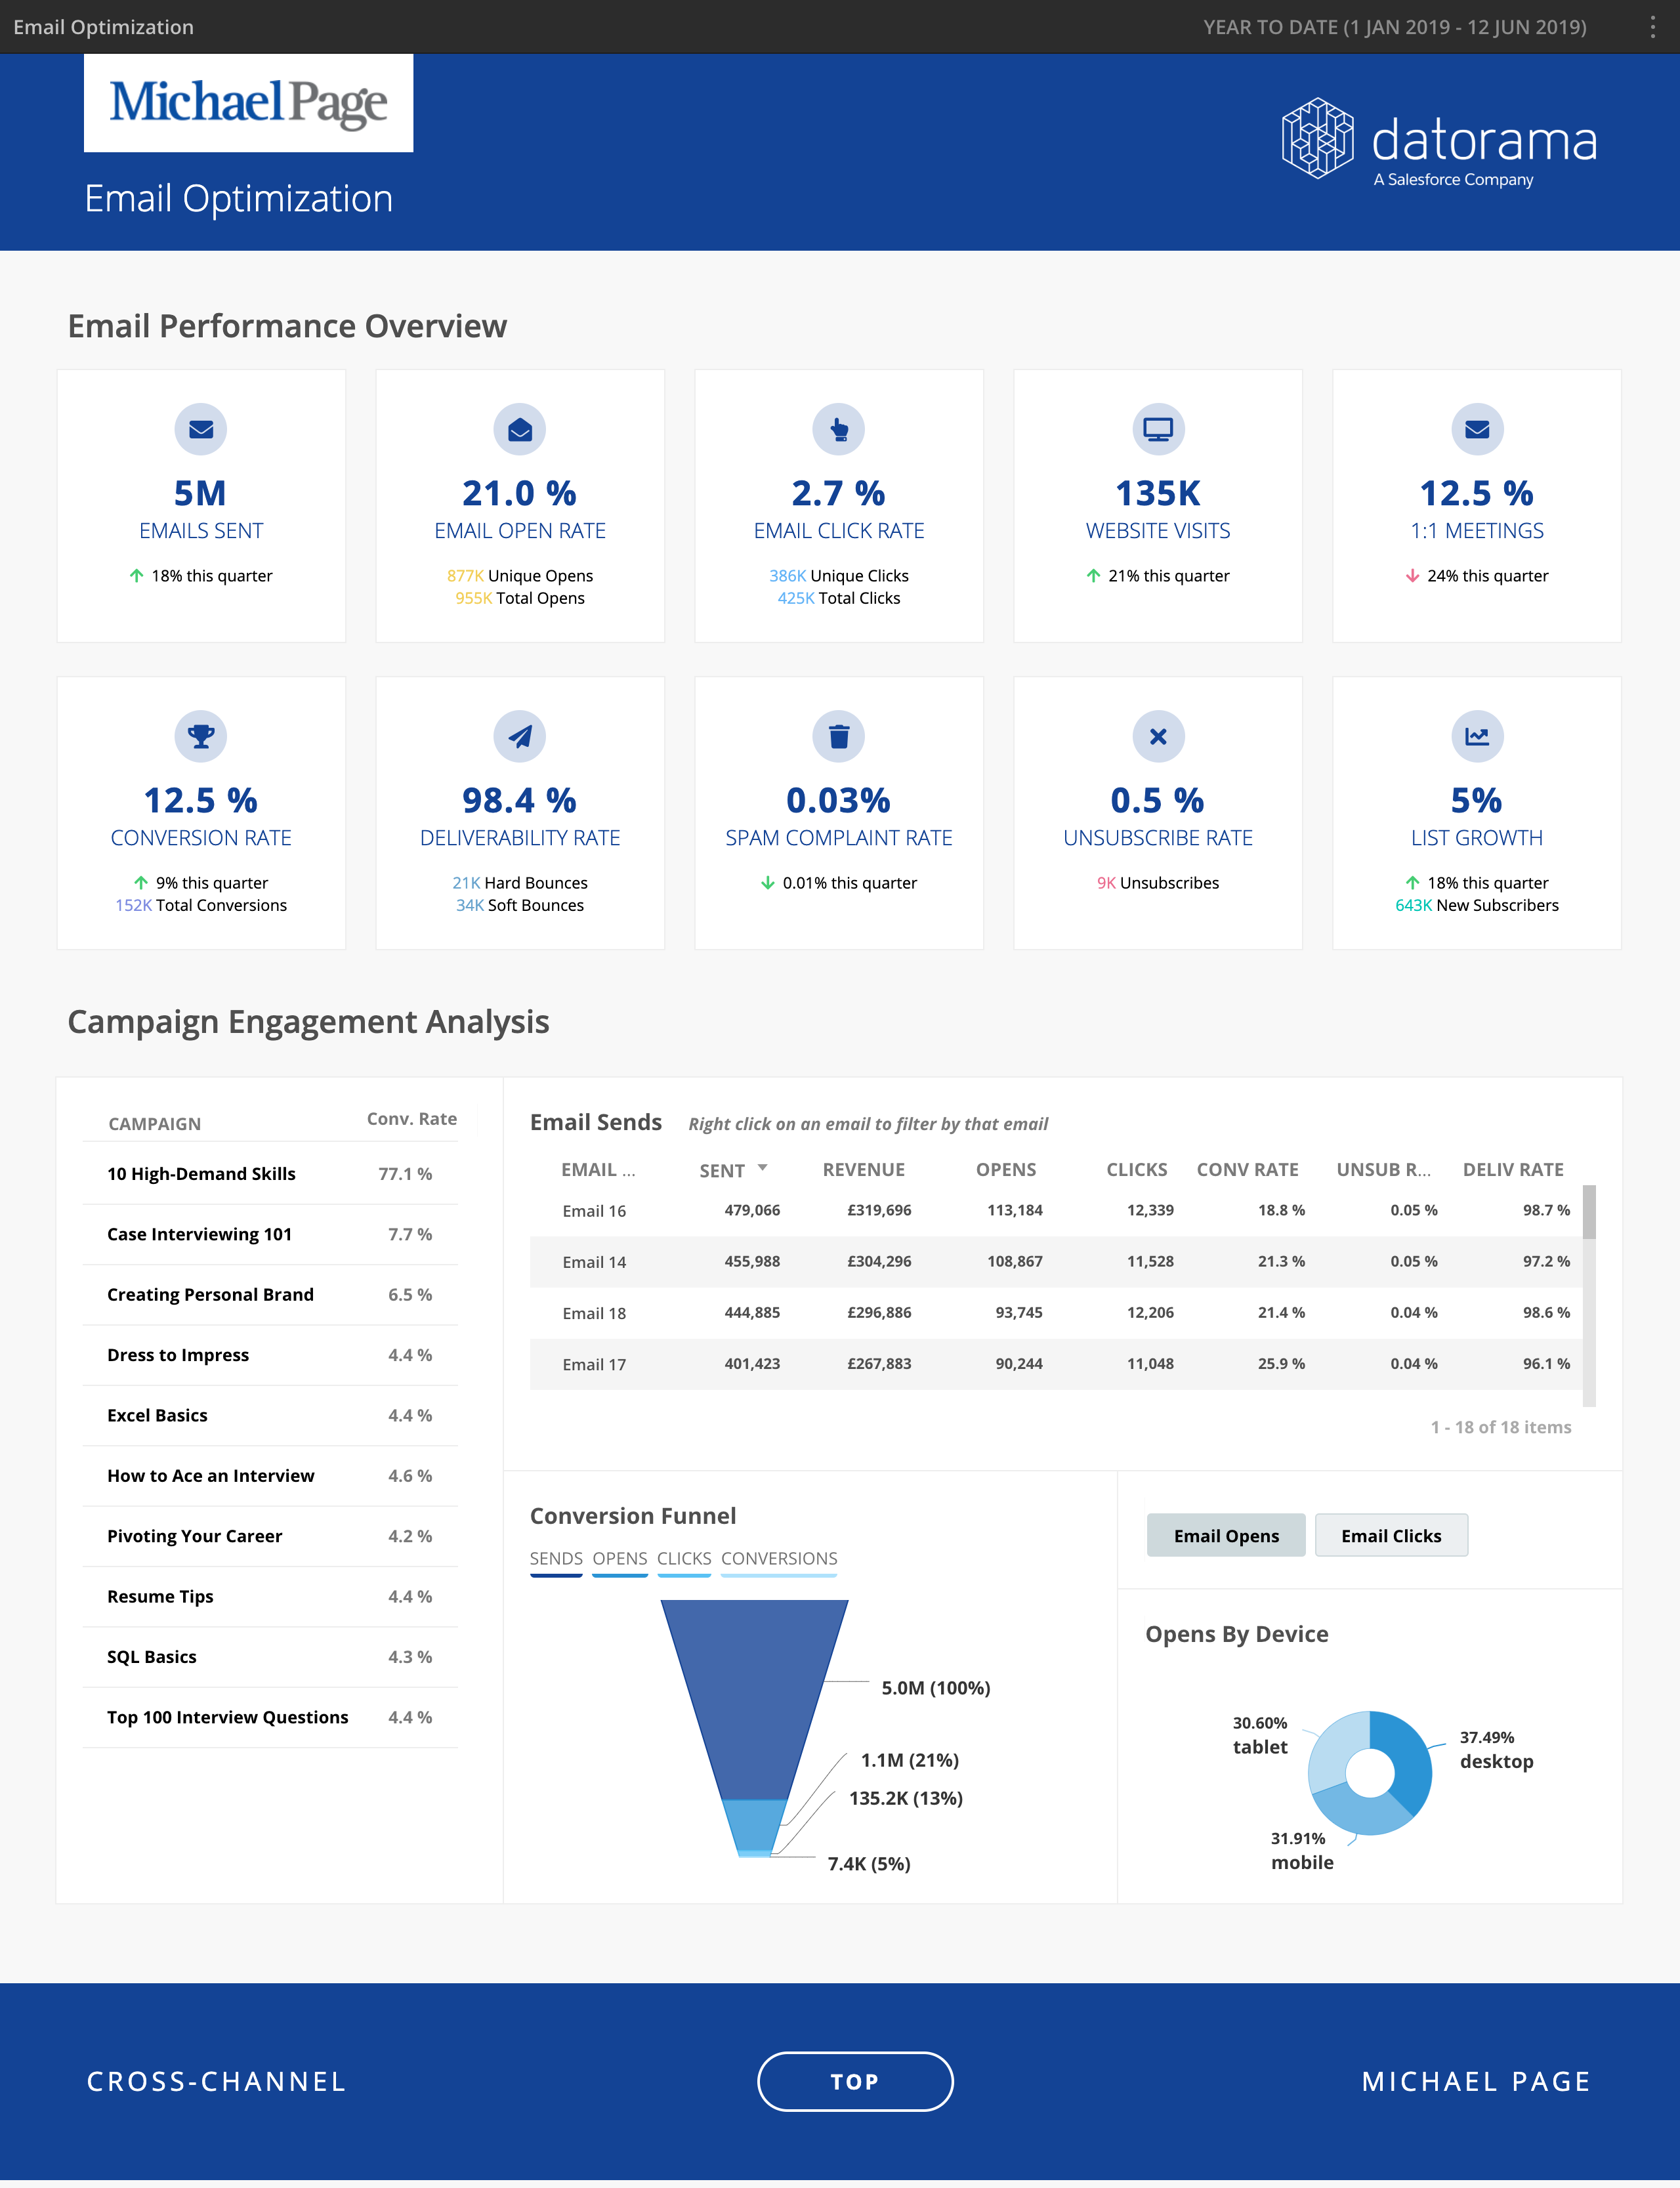 Email Optimization
YEAR TO DATE (1 JAN 2019 - 12 JUN 2019)
MichaelPage
Email Optimization
datorama
A Salesforce Company
Email Performance Overview
5M
EMAILS SENT
18% this quarter
21.0 %
EMAIL OPEN RATE
877K Unique Opens
955K Total Opens
2.7 %
EMAIL CLICK RATE
386K Unique Clicks
425K Total Clicks
135K
WEBSITE VISITS
21% this quarter
12.5 %
1:1 MEETINGS
24% this quarter
12.5 %
CONVERSION RATE
9% this quarter
152K Total Conversions
98.4 %
DELIVERABILITY RATE
21K Hard Bounces
34K Soft Bounces
0.03%
SPAM COMPLAINT RATE
0.01% this quarter
0.5 %
UNSUBSCRIBE RATE
9K Unsubscribes
5%
LIST GROWTH
18% this quarter
643K New Subscribers
Campaign Engagement Analysis
CAMPAIGN Conv. Rate
10 High-Demand Skills 77.1 %
Case Interviewing 101 7.7 %
Creating Personal Brand 6.5 %
Dress to Impress 4.4 %
Excel Basics 4.4 %
How to Ace an Interview 4.6 %
Pivoting Your Career 4.2 %
Resume Tips 4.4 %
SQL Basics 4.3 %
Top 100 Interview Questions 4.4 %
Email Sends Right click on an email to filter by that email
EMAIL ... SENT REVENUE OPENS CLICKS CONV RATE UNSUB R... DELIV RATE
Email 16 479,066 £319,696 113,184 12,339 18.8 % 0.05 % 98.7 %
Email 14 455,988 £304,296 108,867 11,528 21.3 % 0.05 % 97.2 %
Email 18 444,885 £296,886 93,745 12,206 21.4 % 0.04 % 98.6 %
Email 17 401,423 £267,883 90,244 11,048 25.9 % 0.04 % 96.1 %
1 - 18 of 18 items
Conversion Funnel
SENDS OPENS CLICKS CONVERSIONS
5.0M (100%)
1.1M (21%)
135.2K (13%)
7.4K (5%)
Email Opens Email Clicks
Opens By Device
30.60%
tablet
37.49%
desktop
31.91%
mobile
CROSS-CHANNEL
TOP
MICHAEL PAGE